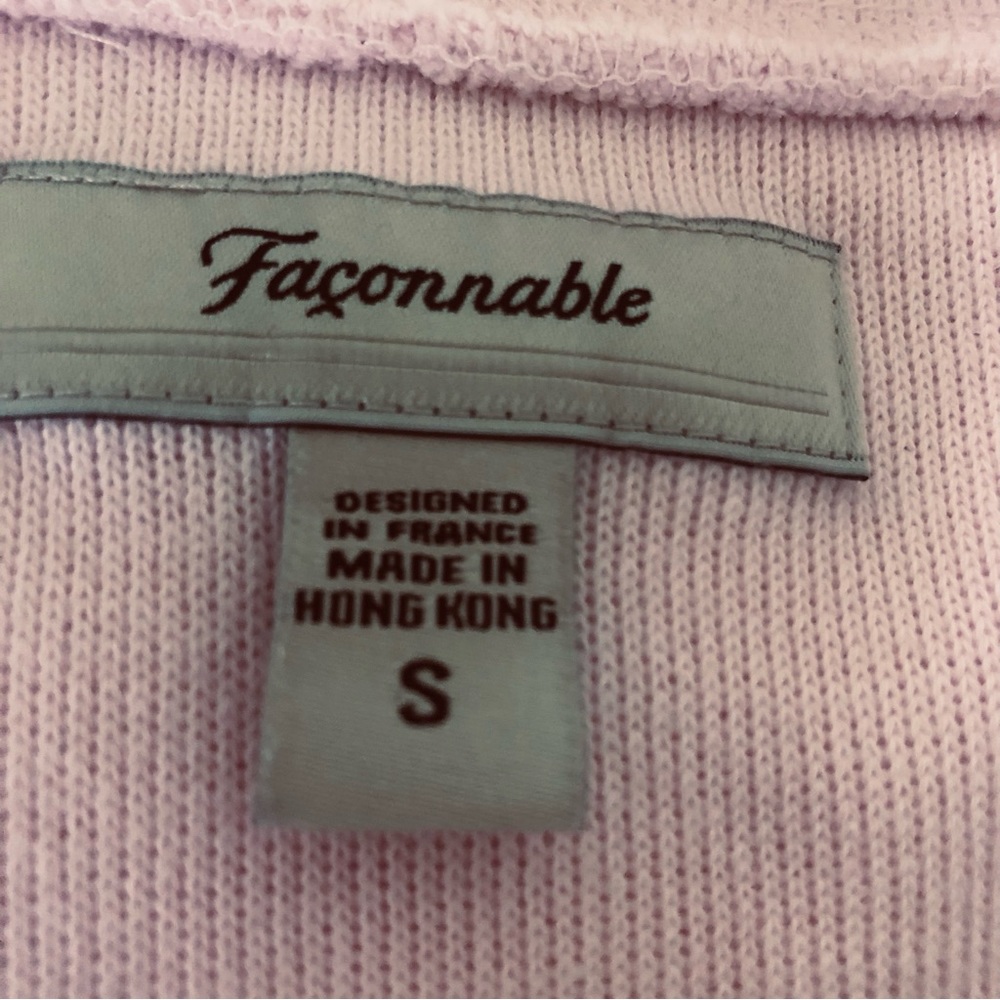 Façonnable
DESIGNED
IN FRANCE
MADE IN
HONG KONG
S